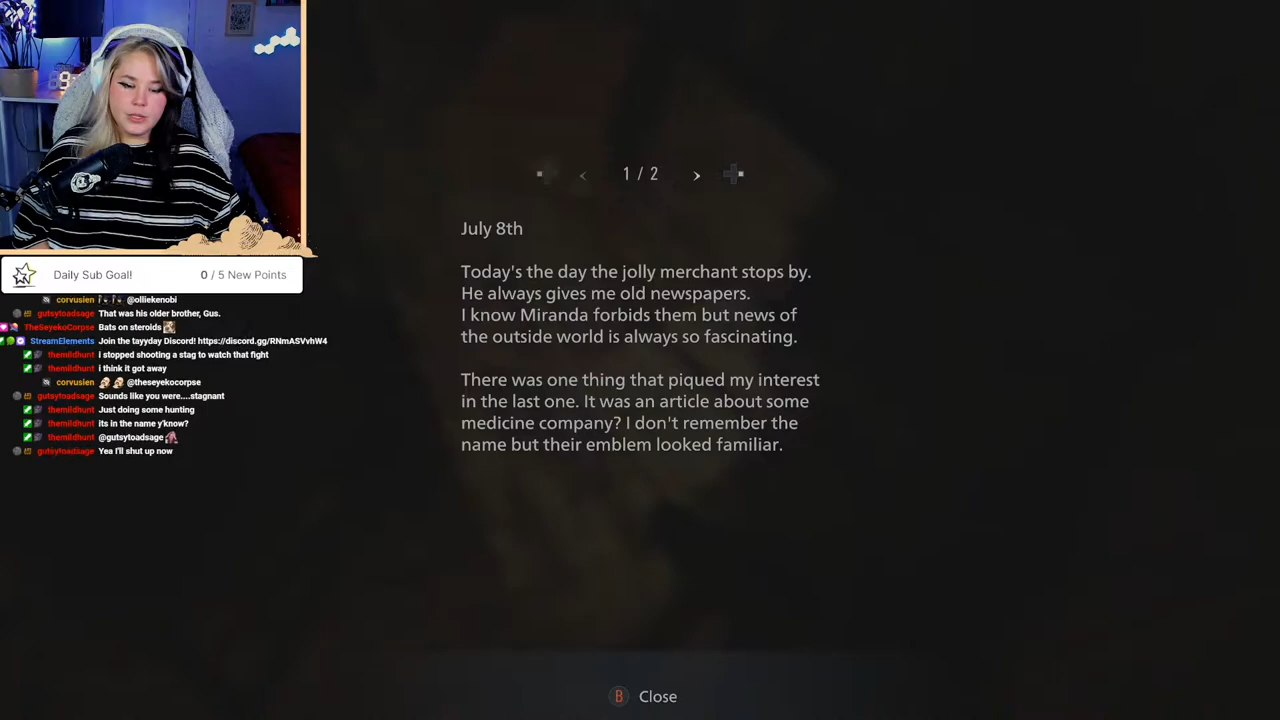 1 / 2
July 8th
Today's the day the jolly merchant stops by.
He always gives me old newspapers.
I know Miranda forbids them but news of
the outside world is always so fascinating.
There was one thing that piqued my interest
in the last one. It was an article about some
medicine company? I don't remember the
name but their emblem looked familiar.
B Close
Daily Sub Goal! 0 / 5 New Points
corvusien @olliekenobi
gutsytoadsage That was his older brother, Gus.
TheSeyekoCorpse Bats on steroids
StreamElements Join the tayyday Discord! https://discord.gg/RNmASVvhW4
themildhunt i stopped shooting a stag to watch that fight
themildhunt i think it got away
corvusien @theseyekocorpse
gutsytoadsage Sounds like you were....stagnant
themildhunt Just doing some hunting
themildhunt its in the name y'know?
themildhunt @gutsytoadsage
gutsytoadsage Yea I'll shut up now